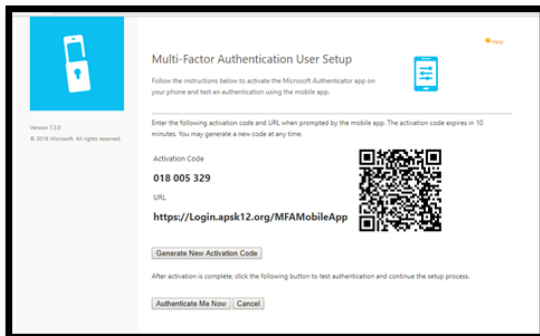 Help
Multi-Factor Authentication User Setup
Follow the instructions below to activate the Microsoft Authenticator app on
your phone and test an authentication using the mobile app.
Version 7.3.0
© 2016 Microsoft. All rights reserved.
Enter the following activation code and URL when prompted by the mobile app. The activation code expires in 10
minutes. You may generate a new code at any time.
Activation Code
018 005 329
URL
https://Login.apsk12.org/MFAMobileApp
Generate New Activation Code
After activation is complete, click the following button to test authentication and continue the setup process.
Authenticate Me Now Cancel